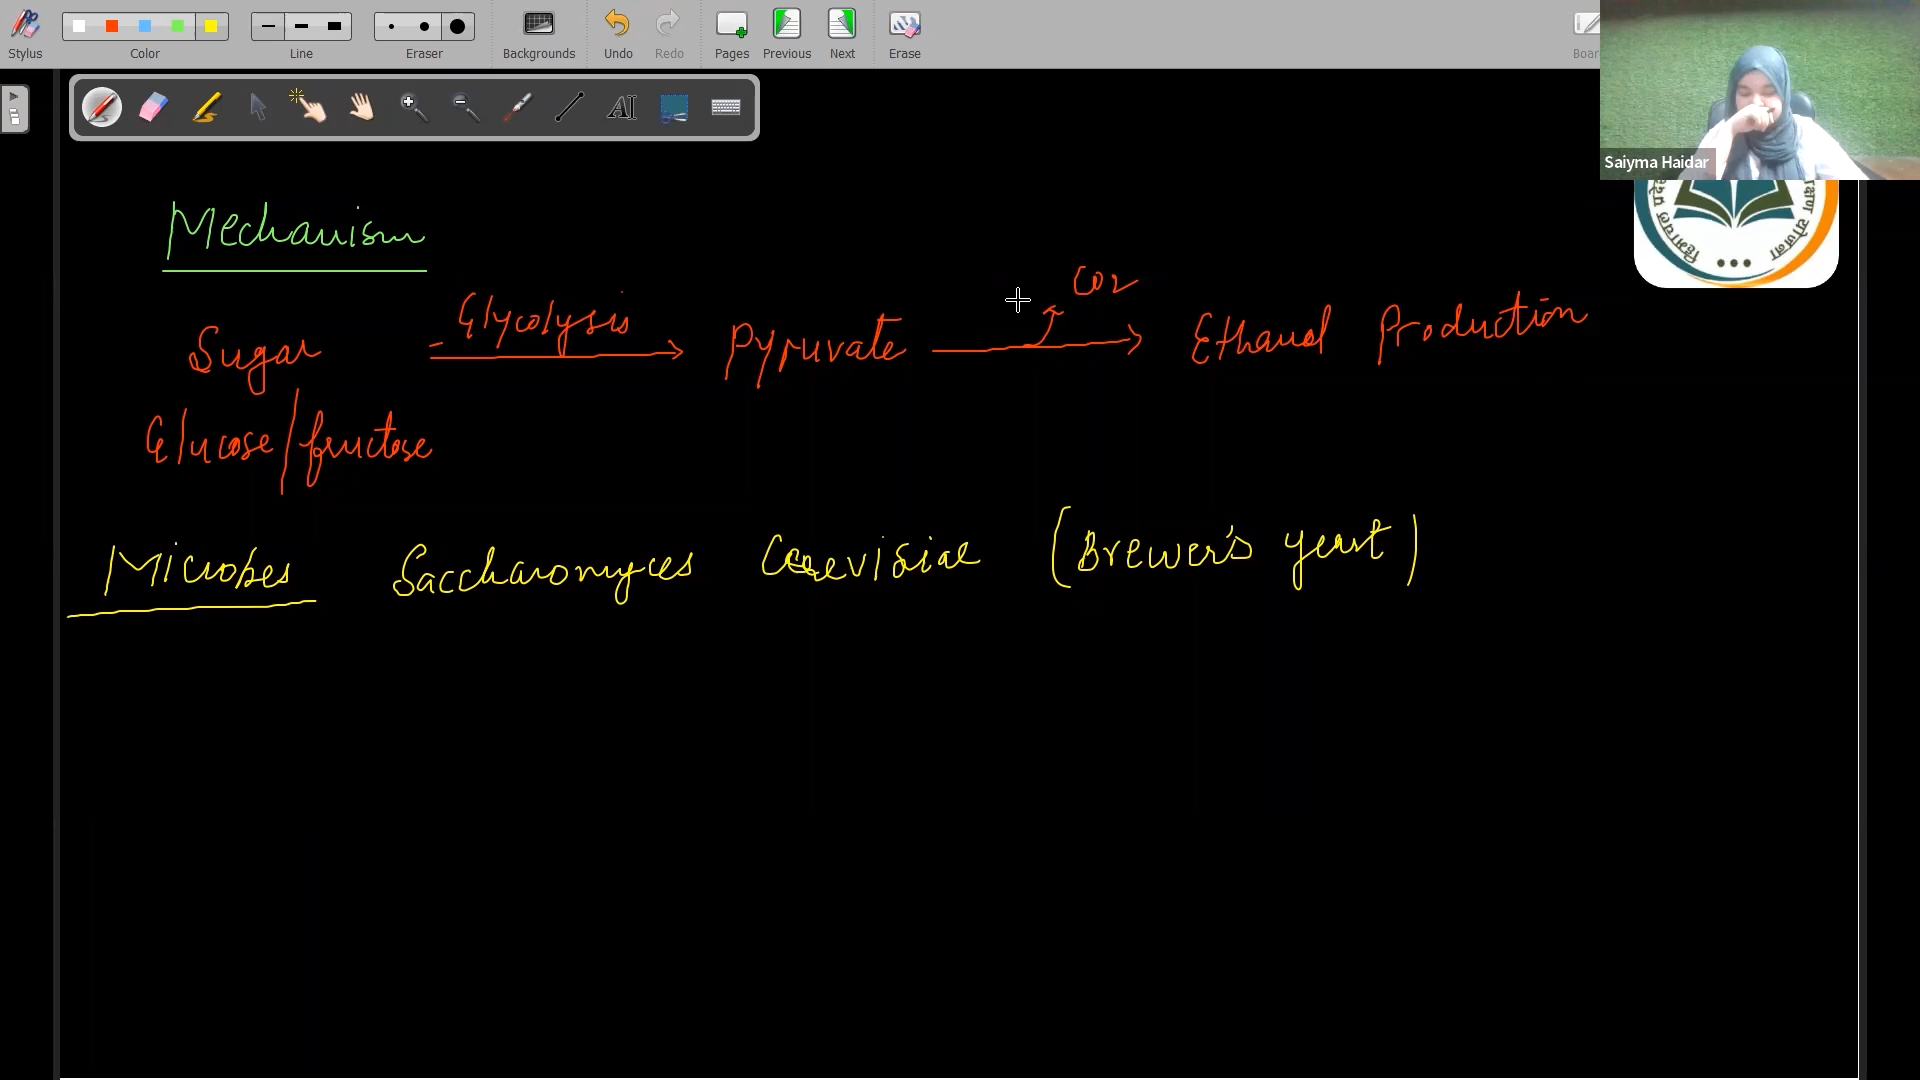 Stylus Color Line Eraser Backgrounds Undo Redo Pages Previous Next Erase Boar
Saiyma Haidar
Mechanism
CO2
Glycolysis
Sugar Pyruvate Ethanol Production
Glucose/fructose
Microbes Saccharomyces Cerevisiae (Brewer's yeast)